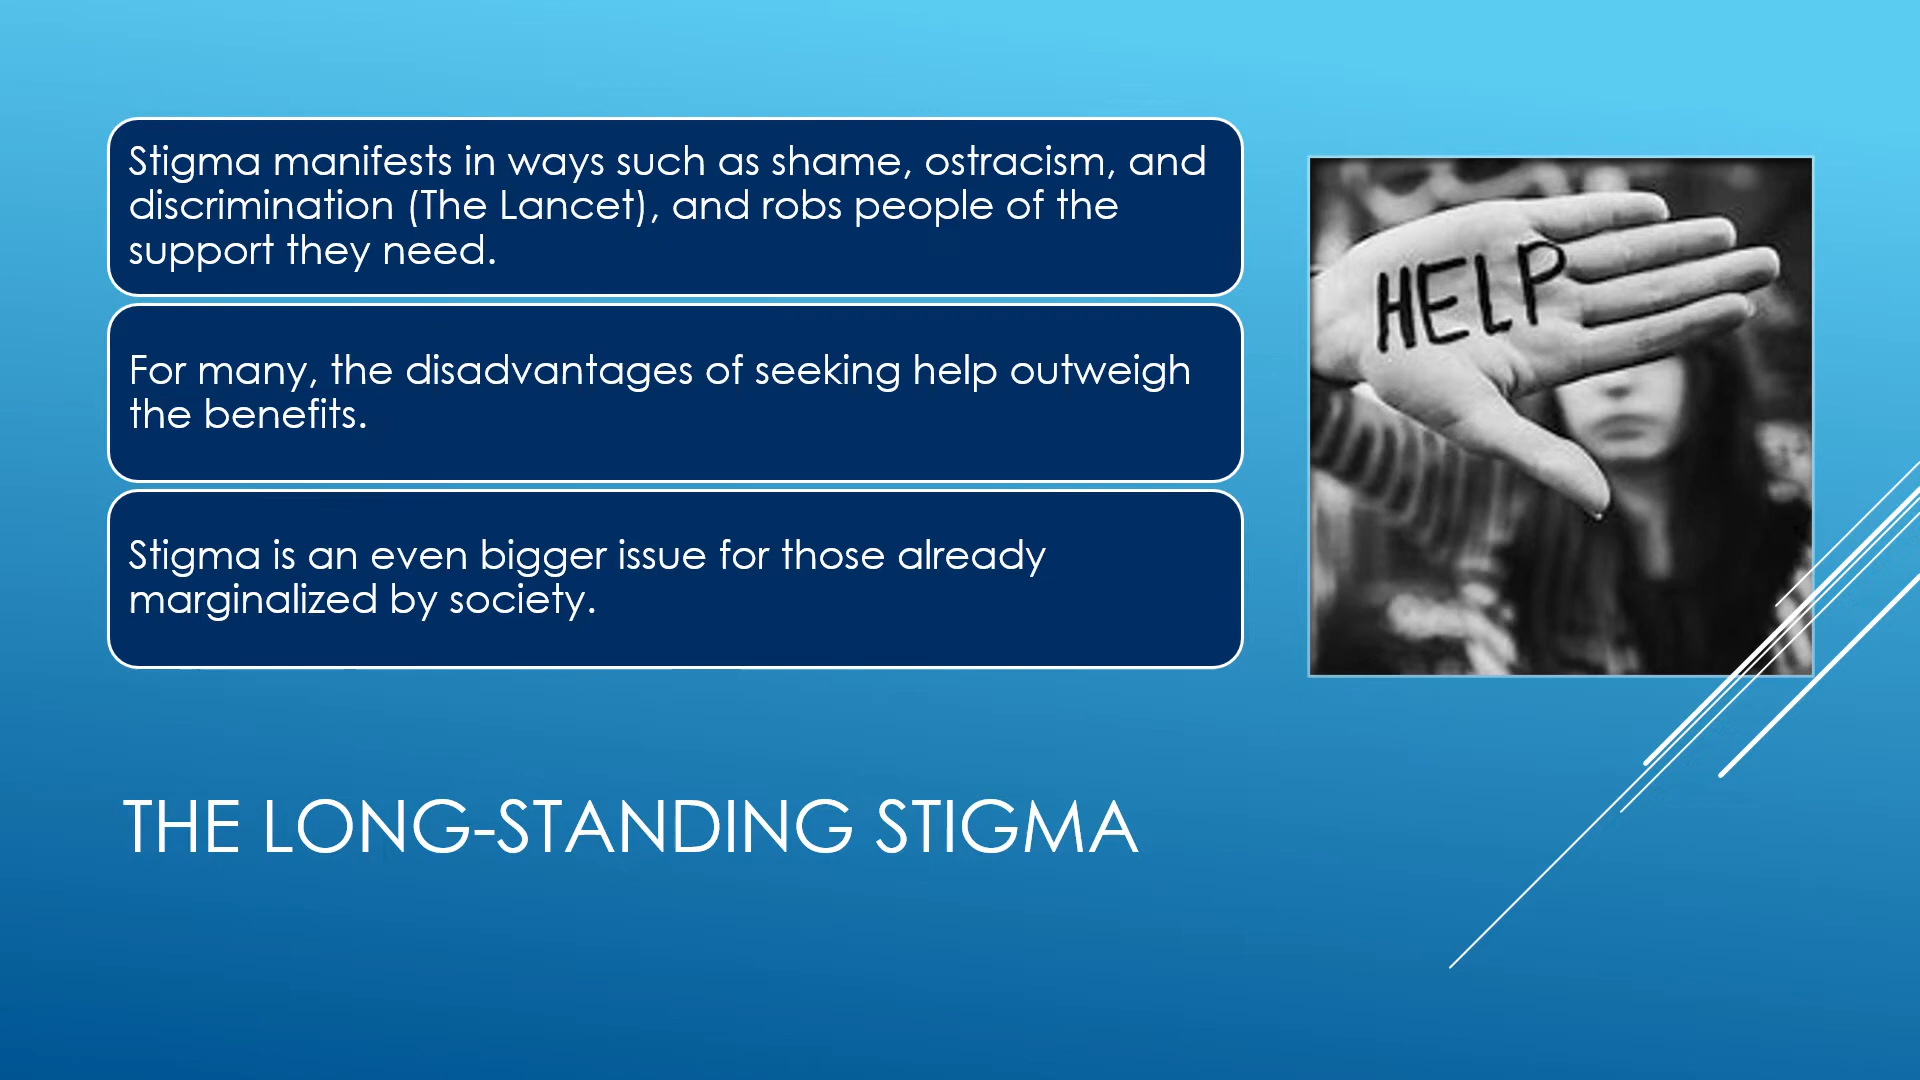 Stigma manifests in ways such as shame, ostracism, and
discrimination (The Lancet), and robs people of the
support they need.
For many, the disadvantages of seeking help outweigh
the benefits.
Stigma is an even bigger issue for those already
marginalized by society.
HELP
THE LONG-STANDING STIGMA